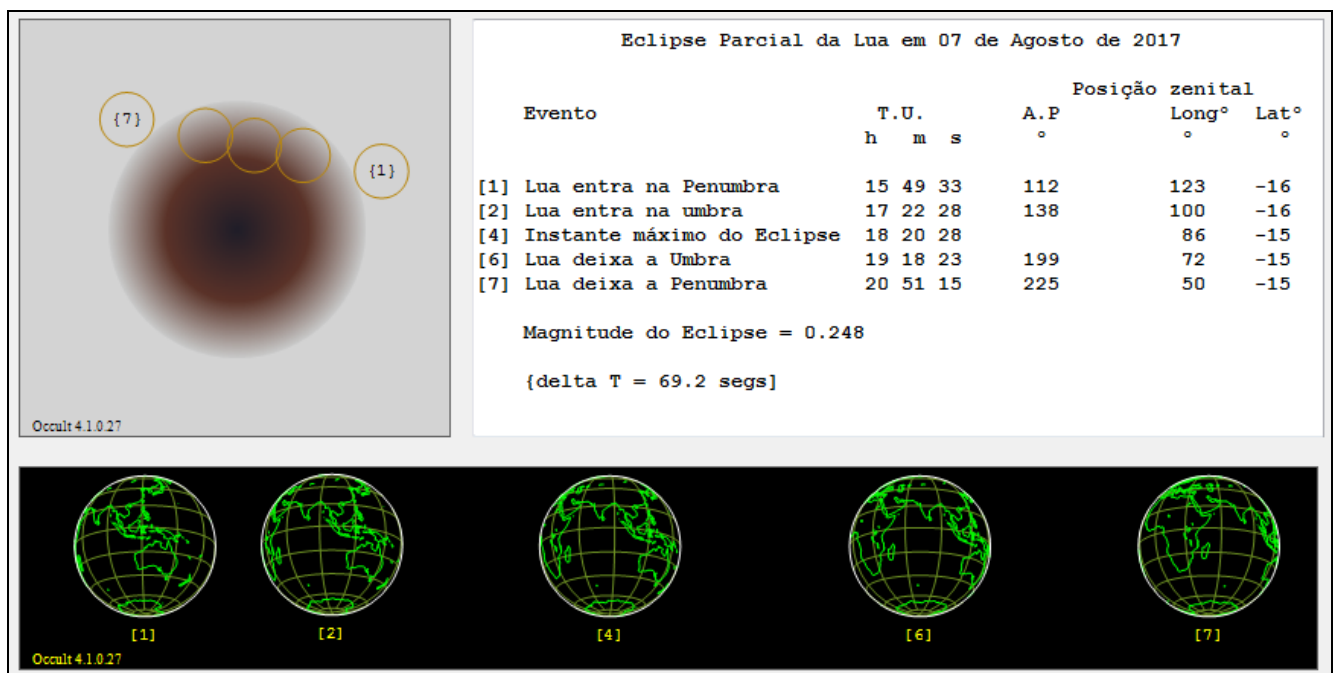 {7}
{1}
Occult 4.1.0.27
Eclipse Parcial da Lua em 07 de Agosto de 2017
Posição zenital
Evento T.U. A.P Long° Lat°
h m s ° ° °
[1] Lua entra na Penumbra 15 49 33 112 123 -16
[2] Lua entra na umbra 17 22 28 138 100 -16
[4] Instante máximo do Eclipse 18 20 28 86 -15
[6] Lua deixa a Umbra 19 18 23 199 72 -15
[7] Lua deixa a Penumbra 20 51 15 225 50 -15
Magnitude do Eclipse = 0.248
{delta T = 69.2 segs]
[1] [2] [4] [6] [7]
Occult 4.1.0.27